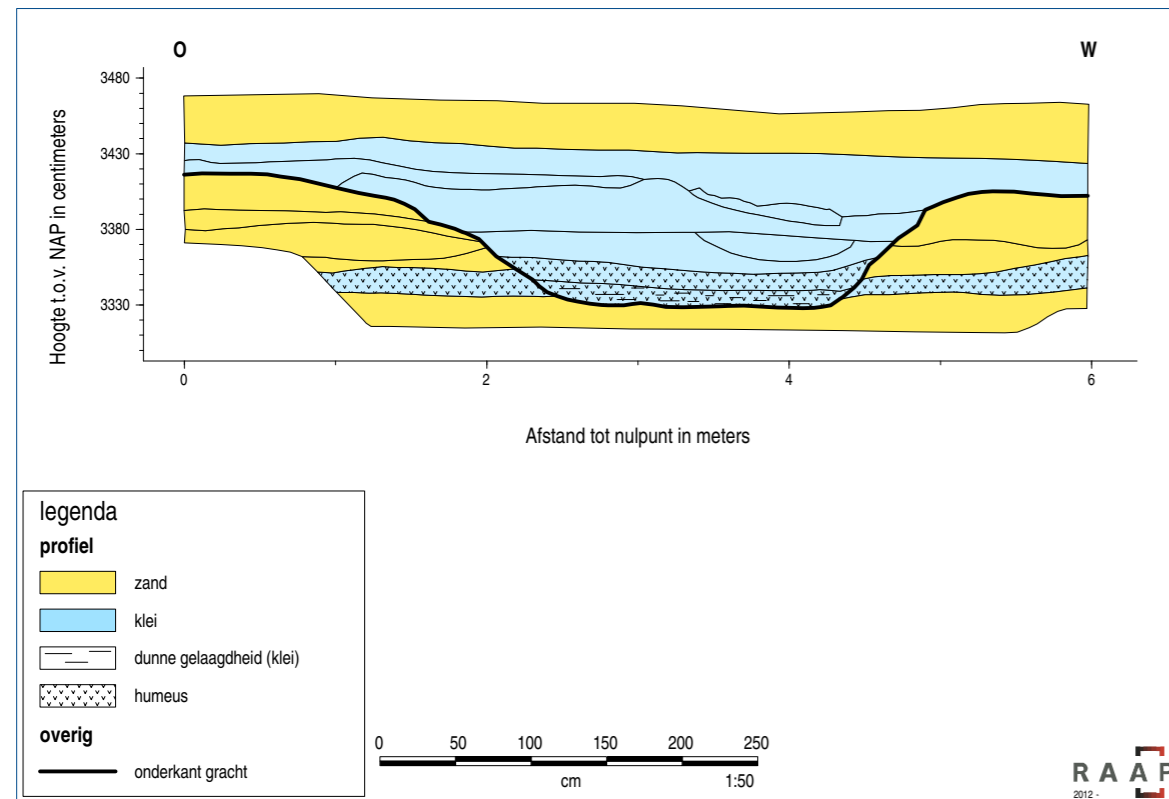 O W
3480
3430
3380
3330
Hoogte t.o.v. NAP in centimeters
0 2 4 6
Afstand tot nulpunt in meters
legenda
profiel
zand
klei
dunne gelaagdheid (klei)
humeus
overig
onderkant gracht
0 50 100 150 200 250
cm 1:50
RAAP
2012 -